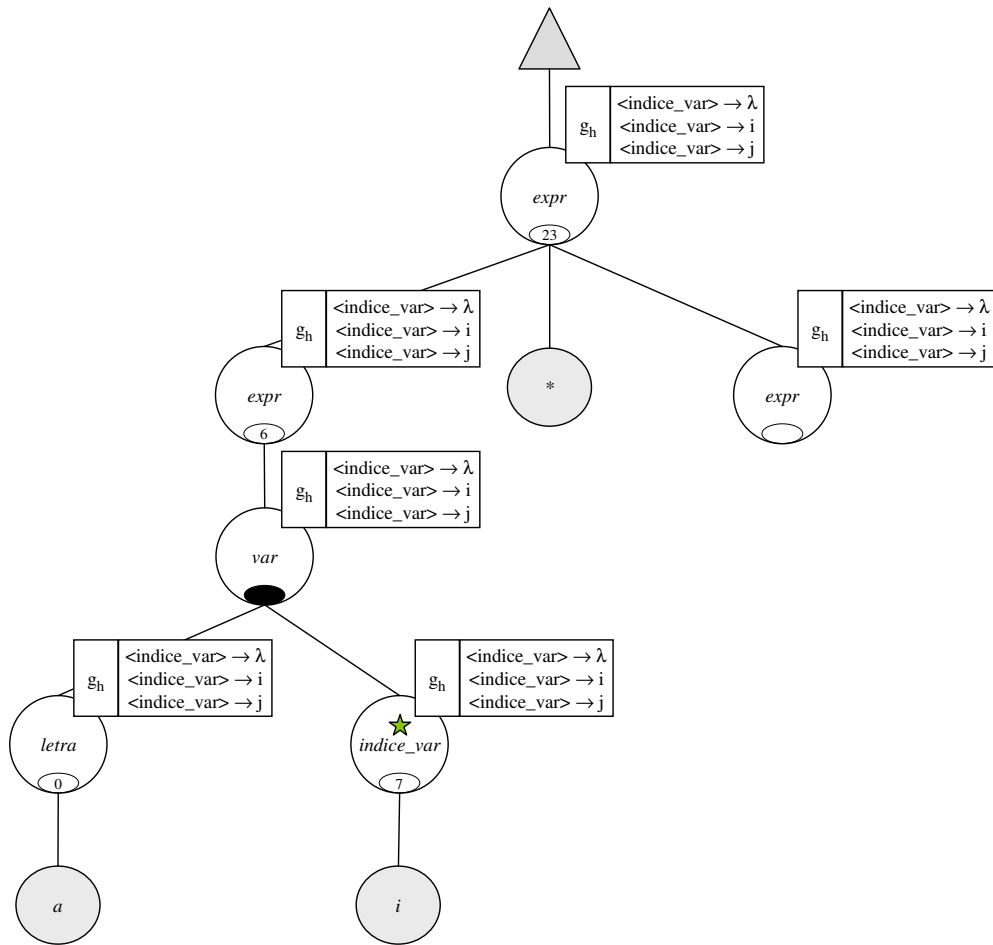 <indice_var> → λ
g_h
<indice_var> → i
<indice_var> → j
expr
23
<indice_var> → λ
g_h
<indice_var> → i
<indice_var> → j
<indice_var> → λ
g_h
<indice_var> → i
<indice_var> → j
expr
*
expr
6
<indice_var> → λ
g_h
<indice_var> → i
<indice_var> → j
var
<indice_var> → λ
g_h
<indice_var> → i
<indice_var> → j
<indice_var> → λ
g_h
<indice_var> → i
<indice_var> → j
letra
indice_var
0
7
a
i